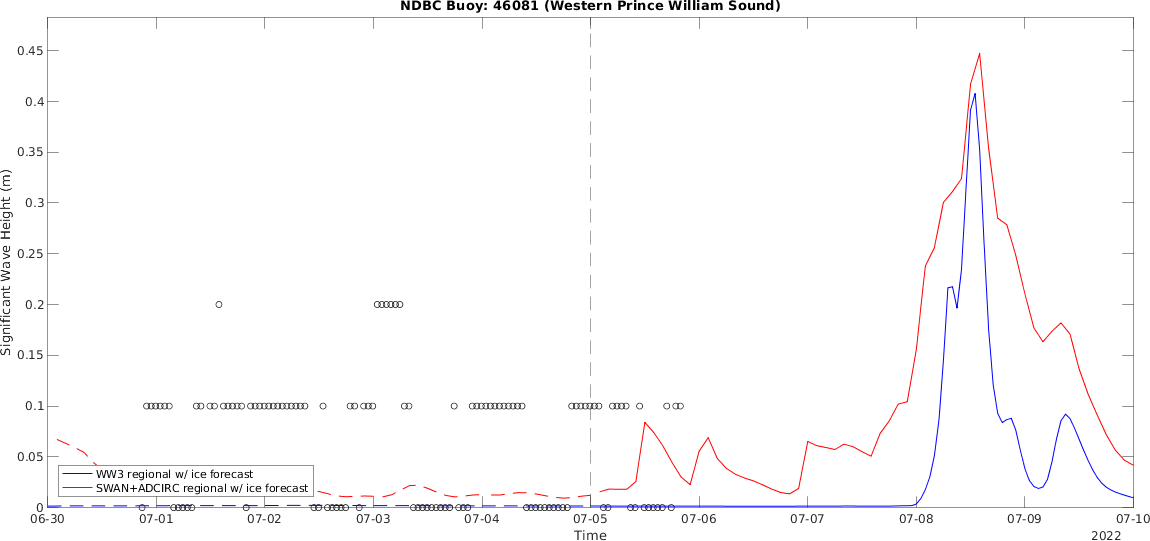 NDBC Buoy: 46081 (Western Prince William Sound)
Significant Wave Height (m)
0.45
0.4
0.35
0.3
0.25
0.2
0.15
0.1
0.05
0
WW3 regional w/ ice forecast
SWAN+ADCIRC regional w/ ice forecast
06-30 07-01 07-02 07-03 07-04 07-05 07-06 07-07 07-08 07-09 07-10
Time
2022